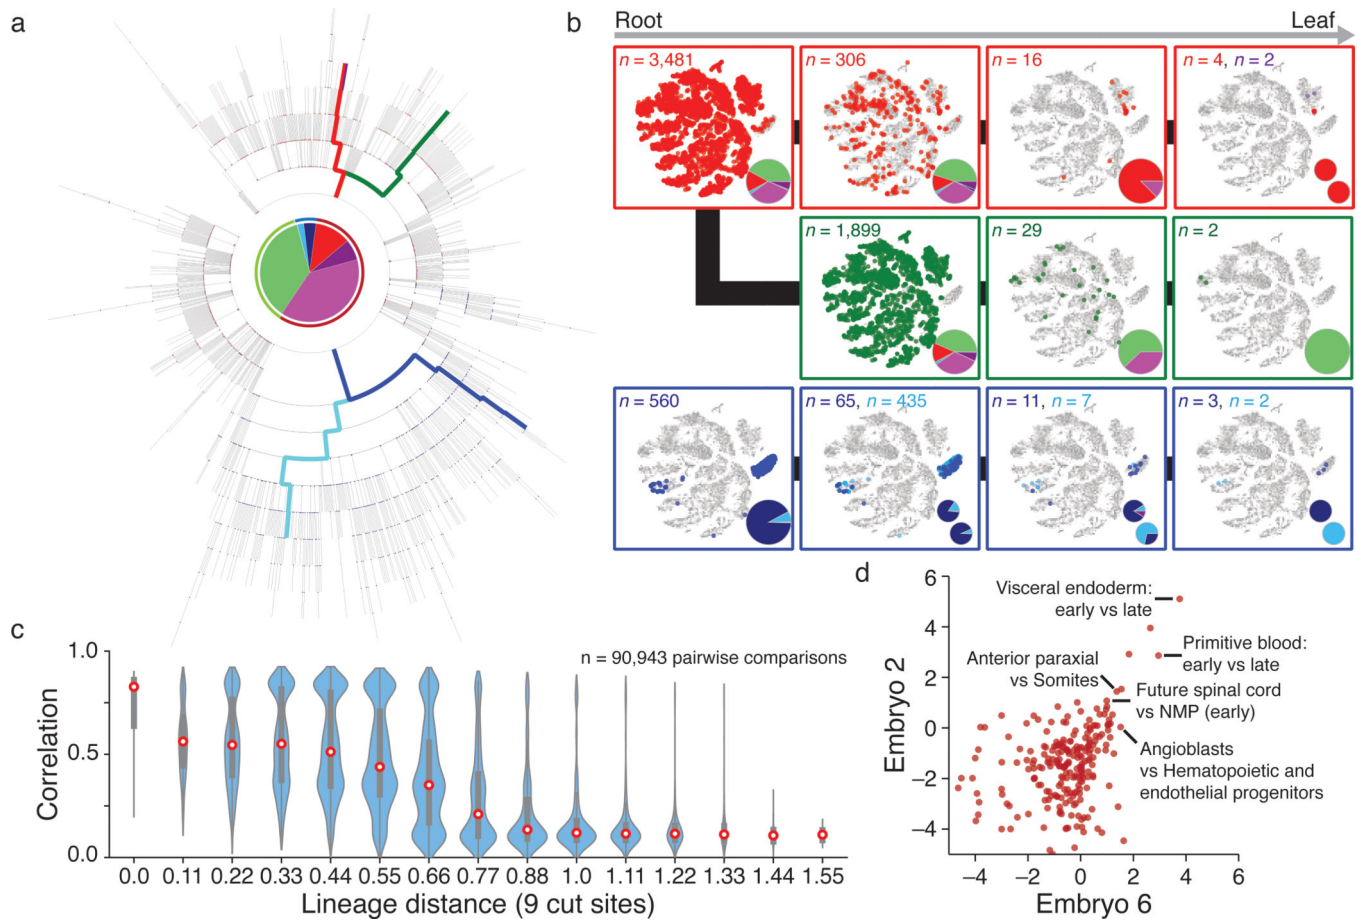 a
b
Root
Leaf
n = 3,481
n = 306
n = 16
n = 4, n = 2
n = 1,899
n = 29
n = 2
n = 560
n = 65, n = 435
n = 11, n = 7
n = 3, n = 2
c
1.0
0.5
0.0
Correlation
n = 90,943 pairwise comparisons
0.0 0.11 0.22 0.33 0.44 0.55 0.66 0.77 0.88 1.0 1.11 1.22 1.33 1.44 1.55
Lineage distance (9 cut sites)
d
6
4
2
0
−2
−4
Embryo 2
Visceral endoderm:
early vs late
Primitive blood:
early vs late
Anterior paraxial
vs Somites
Future spinal cord
vs NMP (early)
Angioblasts
vs Hematopoietic and
endothelial progenitors
−4 −2 0 2 4 6
Embryo 6